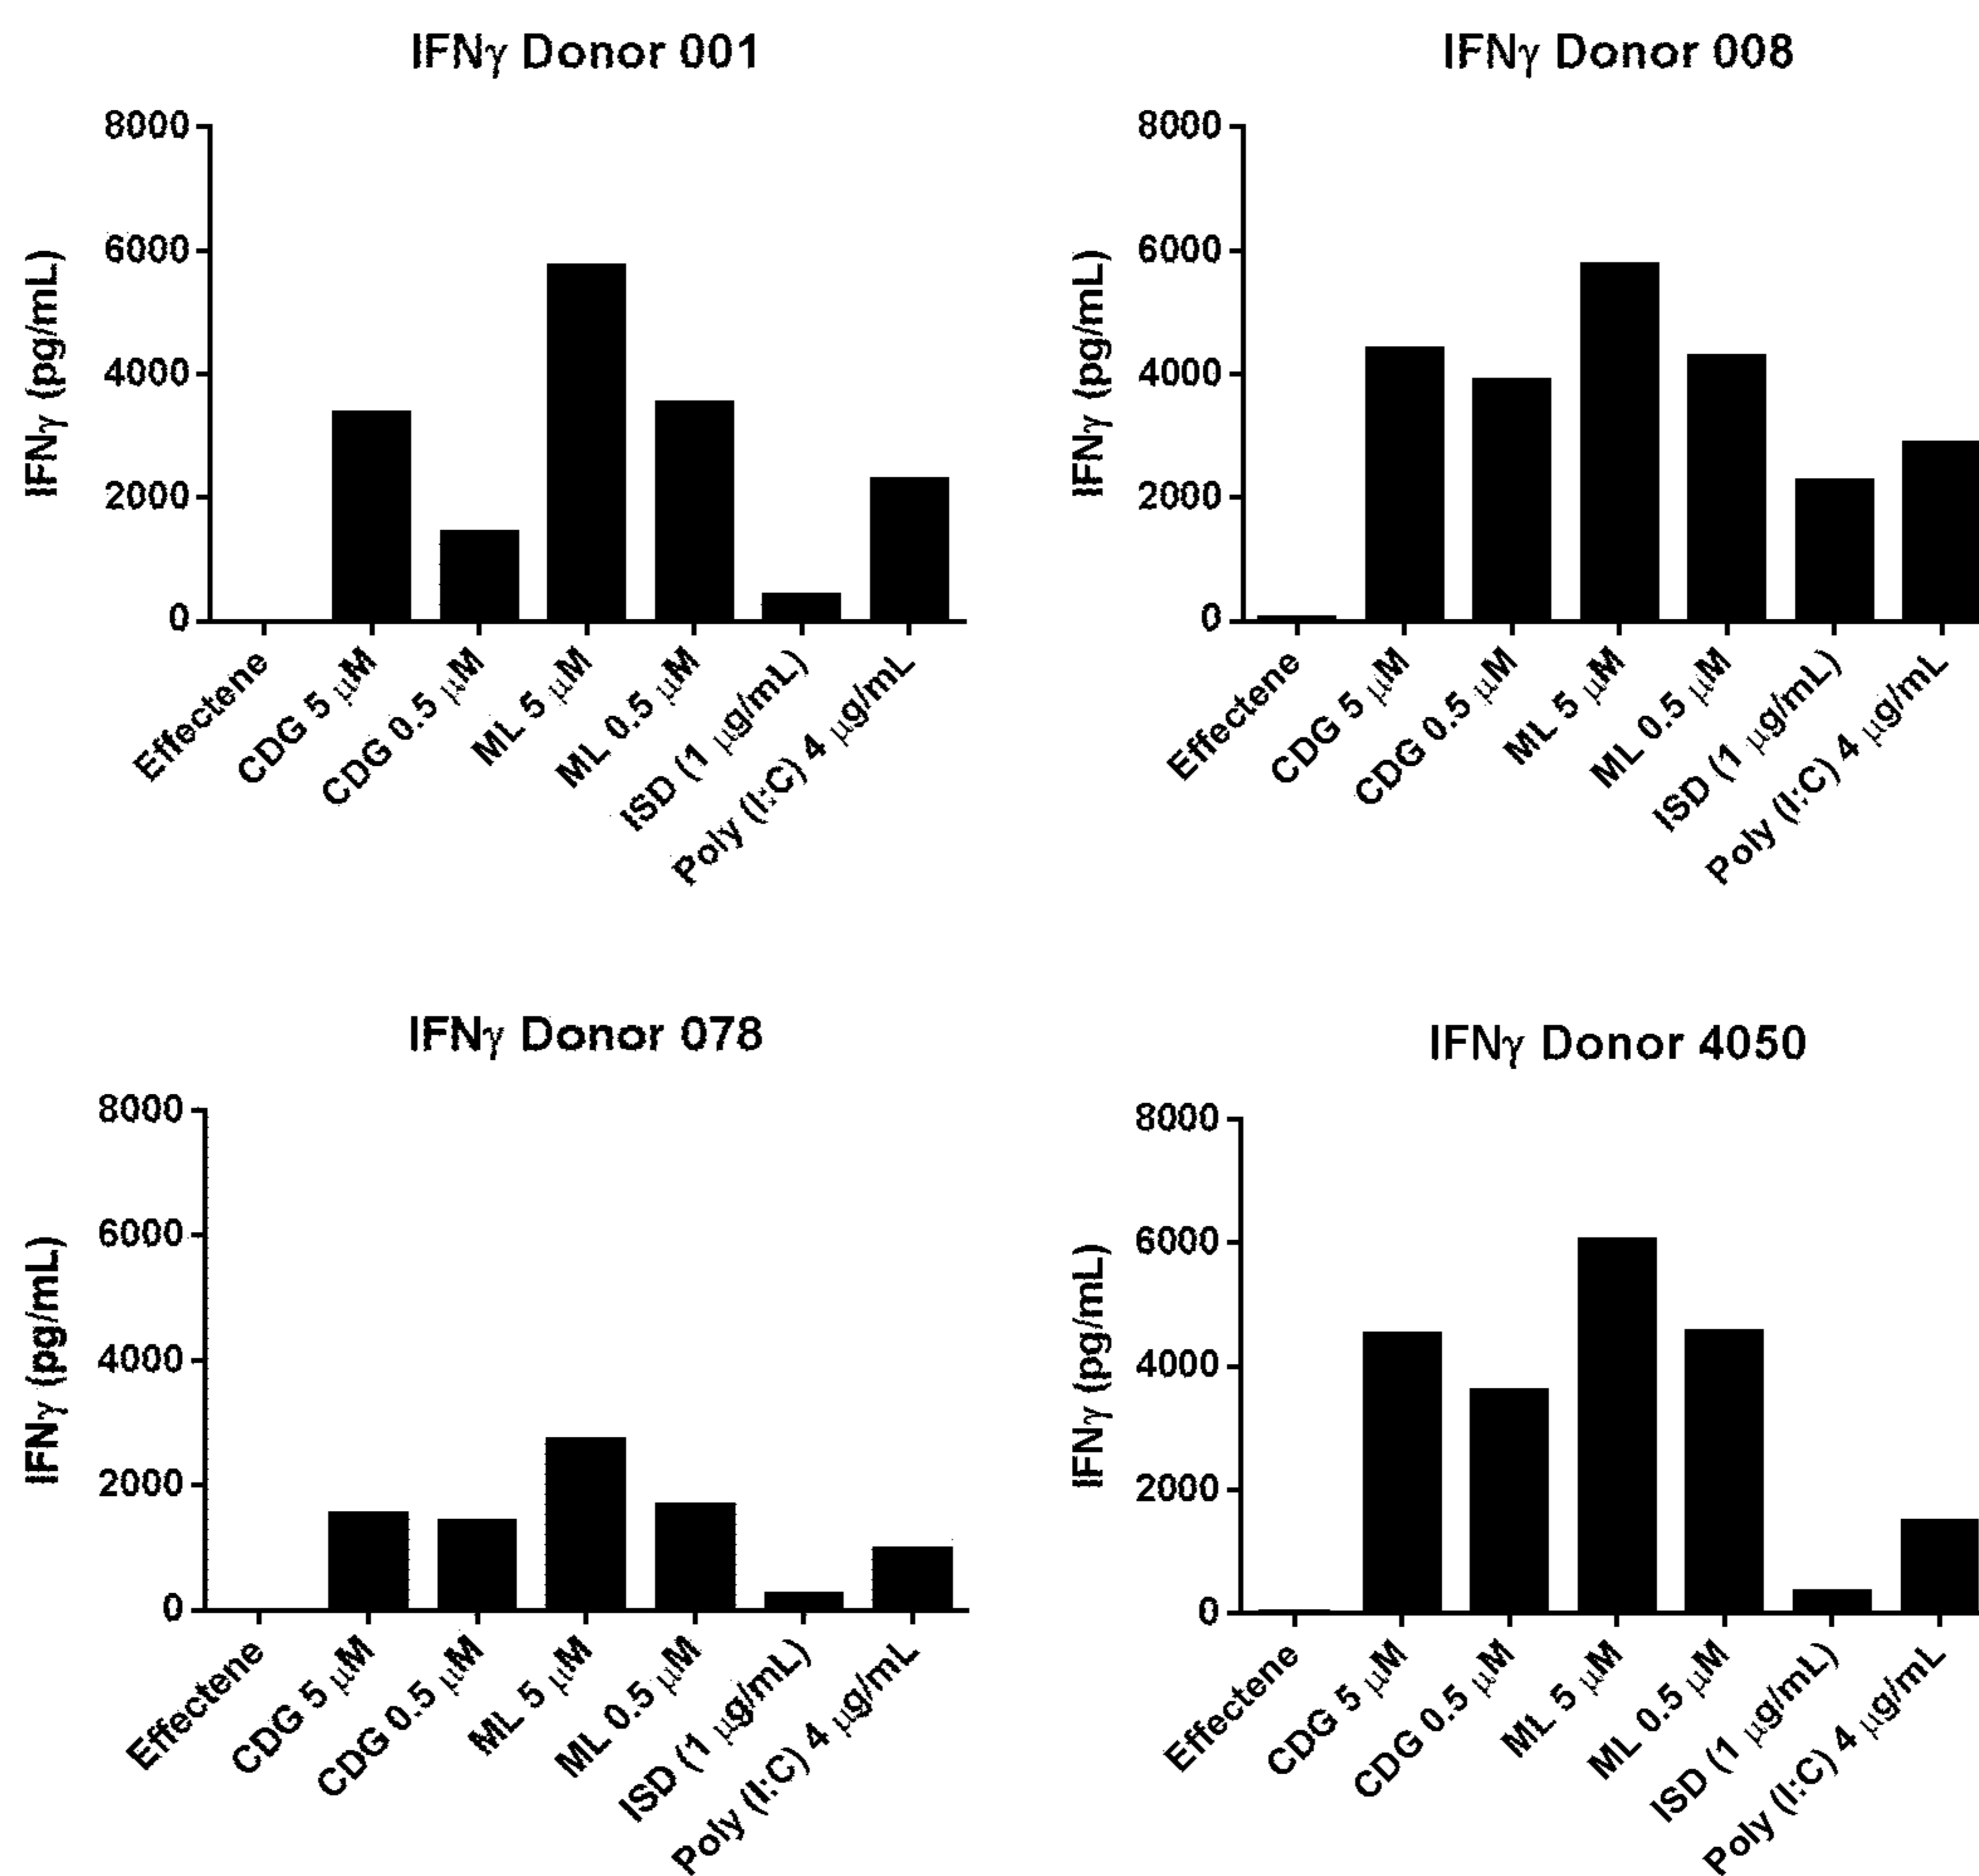 IFNγ Donor 001
IFNγ (pg/mL)
8000
6000
4000
2000
0
Effectene
CDG 5 μM
CDG 0.5 μM
ML 5 μM
ML 0.5 μM
ISD (1 μg/mL)
Poly (I:C) 4 μg/mL
IFNγ Donor 008
IFNγ (pg/mL)
8000
6000
4000
2000
0
Effectene
CDG 5 μM
CDG 0.5 μM
ML 5 μM
ML 0.5 μM
ISD (1 μg/mL)
Poly (I:C) 4 μg/mL
IFNγ Donor 078
IFNγ (pg/mL)
8000
6000
4000
2000
0
Effectene
CDG 5 μM
CDG 0.5 μM
ML 5 μM
ML 0.5 μM
ISD (1 μg/mL)
Poly (I:C) 4 μg/mL
IFNγ Donor 4050
IFNγ (pg/mL)
8000
6000
4000
2000
0
Effectene
CDG 5 μM
CDG 0.5 μM
ML 5 μM
ML 0.5 μM
ISD (1 μg/mL)
Poly (I:C) 4 μg/mL